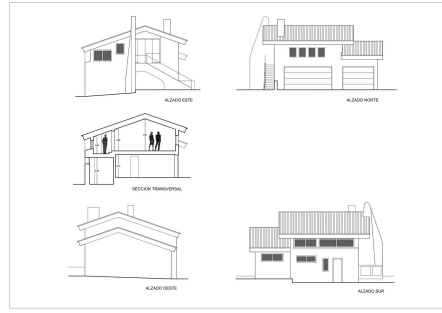 ALZADO ESTE
ALZADO NORTE
SECCION TRANSVERSAL
ALZADO OESTE
ALZADO SUR